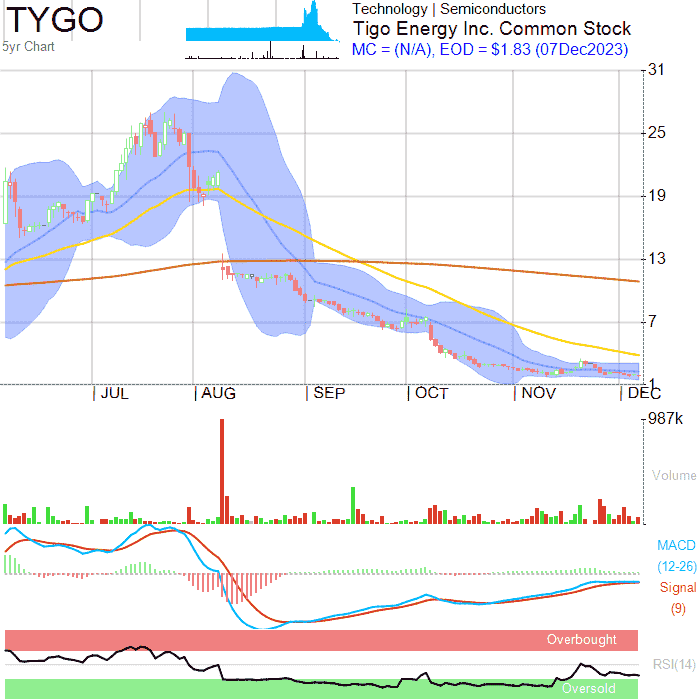 TYGO
5yr Chart
Technology | Semiconductors
Tigo Energy Inc. Common Stock
MC = (N/A), EOD = $1.83 (07Dec2023)
31
25
19
13
7
1
JUL
AUG
SEP
OCT
NOV
DEC
987k
Volume
MACD
(12-26)
Signal
(9)
Overbought
RSI(14)
Oversold